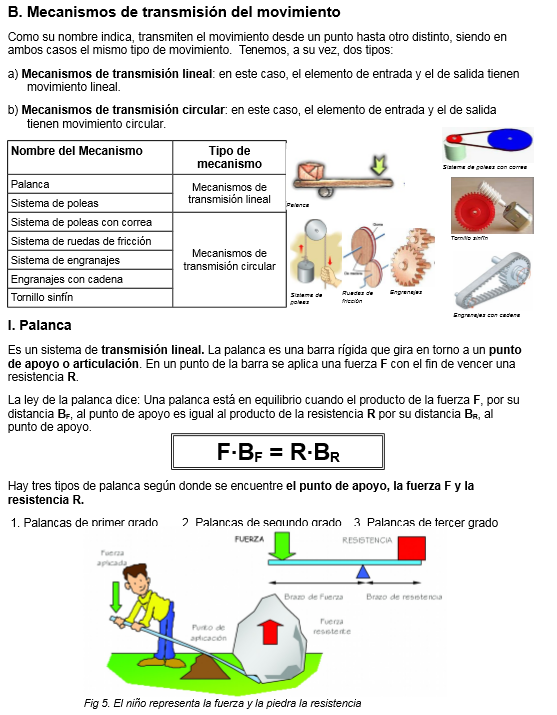 B. Mecanismos de transmisión del movimiento
Como su nombre indica, transmiten el movimiento desde un punto hasta otro distinto, siendo en
ambos casos el mismo tipo de movimiento. Tenemos, a su vez, dos tipos:
a) Mecanismos de transmisión lineal: en este caso, el elemento de entrada y el de salida tienen
movimiento lineal.
b) Mecanismos de transmisión circular: en este caso, el elemento de entrada y el de salida
tienen movimiento circular.
Nombre del Mecanismo
Tipo de
mecanismo
Palanca
Sistema de poleas
Mecanismos de
transmisión lineal
Sistema de poleas con correa
Sistema de ruedas de fricción
Sistema de engranajes
Engranajes con cadena
Tornillo sinfín
Mecanismos de
transmisión circular
Sistema de poleas con correa
Palanca
Tornillo sinfín
Sistema de
poleas
Ruedas de
fricción
Engranajes
Engranajes con cadena
I. Palanca
Es un sistema de transmisión lineal. La palanca es una barra rígida que gira en torno a un punto
de apoyo o articulación. En un punto de la barra se aplica una fuerza F con el fin de vencer una
resistencia R.
La ley de la palanca dice: Una palanca está en equilibrio cuando el producto de la fuerza F, por su
distancia BF, al punto de apoyo es igual al producto de la resistencia R por su distancia BR, al
punto de apoyo.
F·BF = R·BR
Hay tres tipos de palanca según donde se encuentre el punto de apoyo, la fuerza F y la
resistencia R.
1. Palancas de primer grado 2. Palancas de segundo grado 3. Palancas de tercer grado
FUERZA
RESISTENCIA
Fuerza
aplicada
Brazo de Fuerza
Brazo de resistencia
Punto de
aplicación
Fuerza
resistente
Fig 5. El niño representa la fuerza y la piedra la resistencia